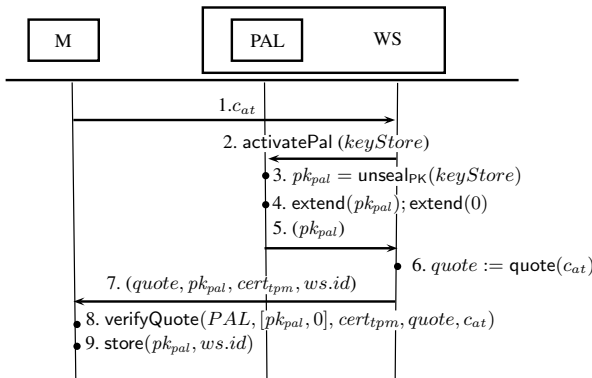 M PAL WS
1.c_at
2. activatePal (keyStore)
3. pk_pal = unseal_PK(keyStore)
4. extend(pk_pal); extend(0)
5. (pk_pal)
6. quote := quote(c_at)
7. (quote, pk_pal, cert_tpm, ws.id)
8. verifyQuote(PAL, [pk_pal, 0], cert_tpm, quote, c_at)
9. store(pk_pal, ws.id)